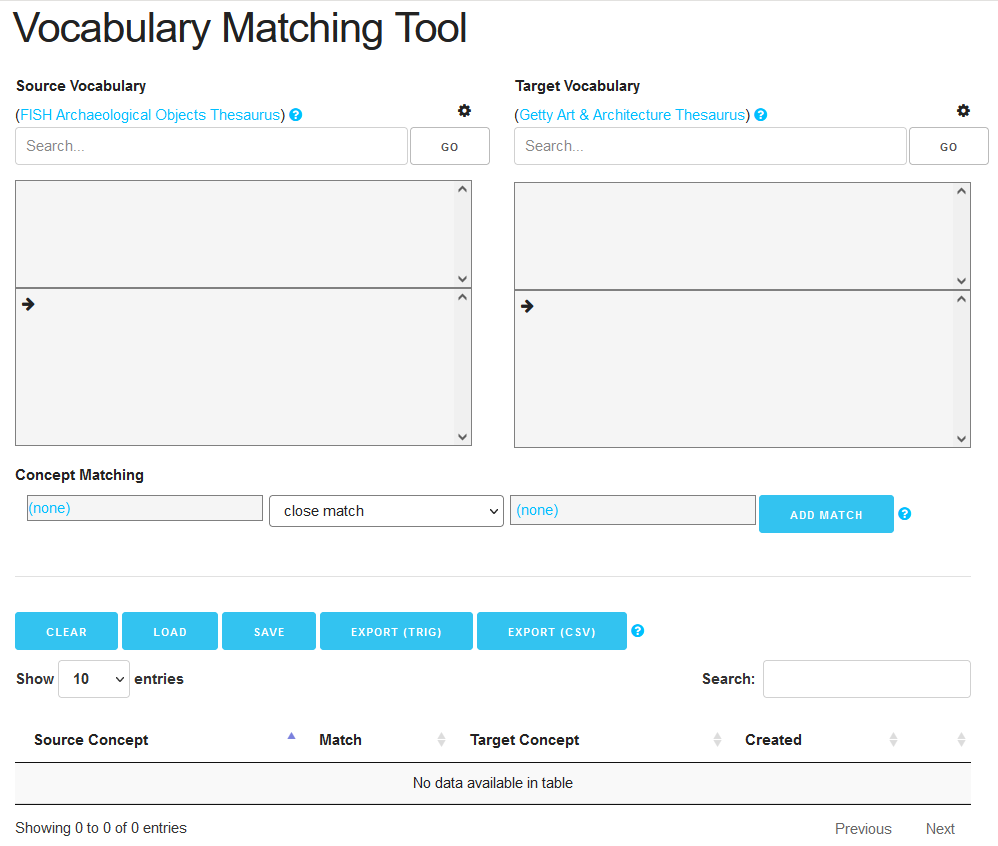 Vocabulary Matching Tool
Source Vocabulary
Target Vocabulary
(FISH Archaeological Objects Thesaurus) ?
(Getty Art & Architecture Thesaurus) ?
Search... GO
Search... GO
Concept Matching
(none) close match (none) ADD MATCH ?
CLEAR LOAD SAVE EXPORT (TRIG) EXPORT (CSV) ?
Show 10 entries Search:
Source Concept Match Target Concept Created
No data available in table
Showing 0 to 0 of 0 entries Previous Next